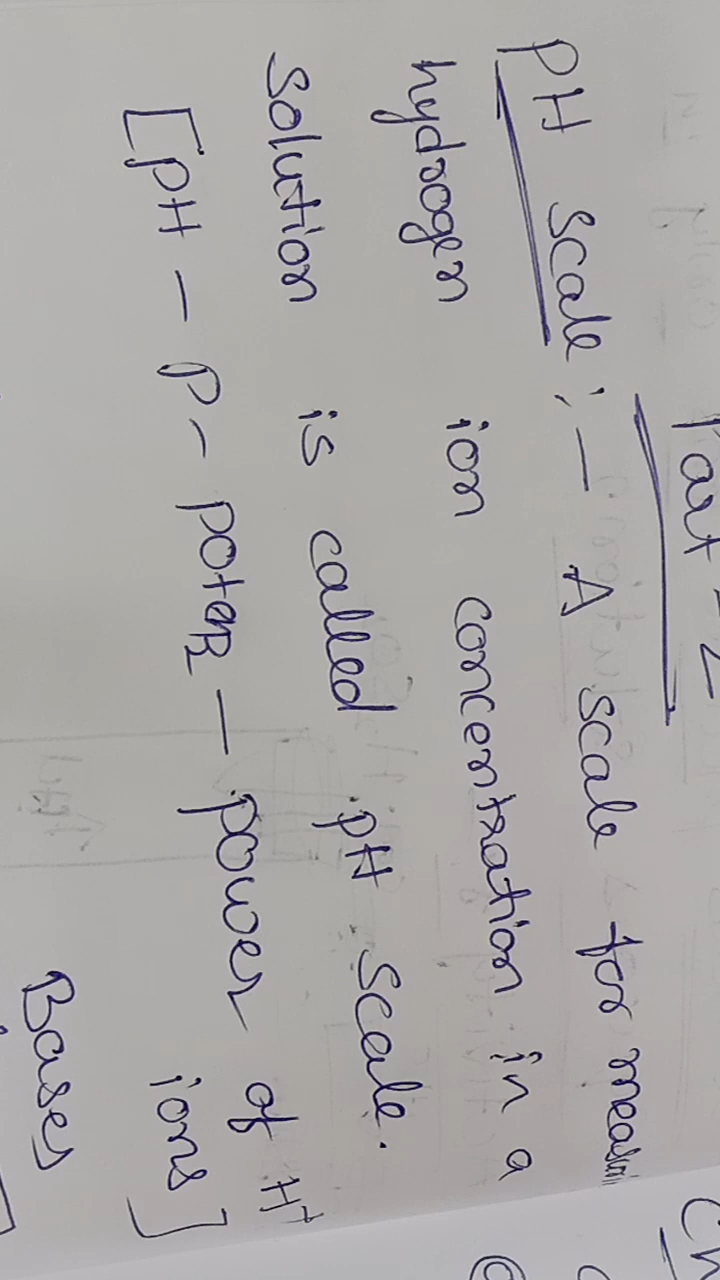 Part - 2
PH Scale :- A scale for measuri
hydrogen ion concentration in a
solution is called pH scale.
[PH - P - poten - power of H+
ions]
Bases